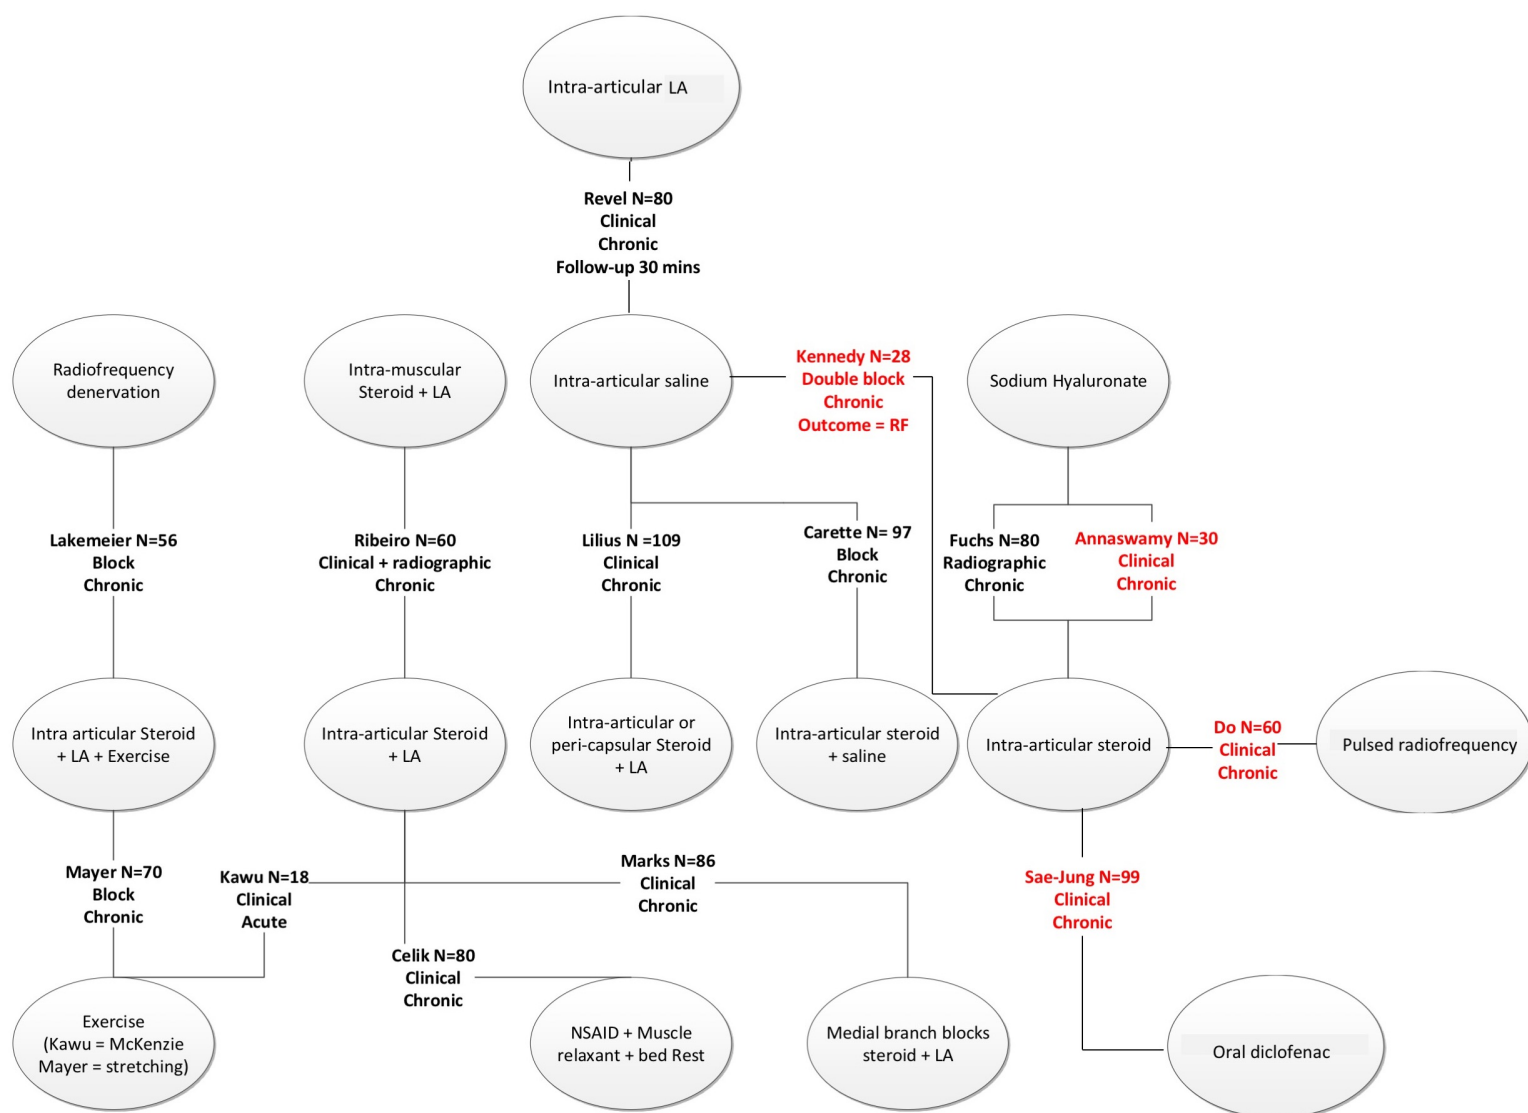 Intra-articular LA
Revel N=80
Clinical
Chronic
Follow-up 30 mins
Radiofrequency
denervation
Intra-muscular
Steroid + LA
Intra-articular saline
Kennedy N=28
Double block
Chronic
Outcome = RF
Sodium Hyaluronate
Lakemeier N=56
Block
Chronic
Ribeiro N=60
Clinical + radiographic
Chronic
Lilius N =109
Clinical
Chronic
Carette N= 97
Block
Chronic
Fuchs N=80
Radiographic
Chronic
Annaswamy N=30
Clinical
Chronic
Intra articular Steroid
+ LA + Exercise
Intra-articular Steroid
+ LA
Intra-articular or
peri-capsular Steroid
+ LA
Intra-articular steroid
+ saline
Intra-articular steroid
Do N=60
Clinical
Chronic
Pulsed radiofrequency
Mayer N=70
Block
Chronic
Kawu N=18
Clinical
Acute
Marks N=86
Clinical
Chronic
Sae-Jung N=99
Clinical
Chronic
Celik N=80
Clinical
Chronic
Exercise
(Kawu = McKenzie
Mayer = stretching)
NSAID + Muscle
relaxant + bed Rest
Medial branch blocks
steroid + LA
Oral diclofenac